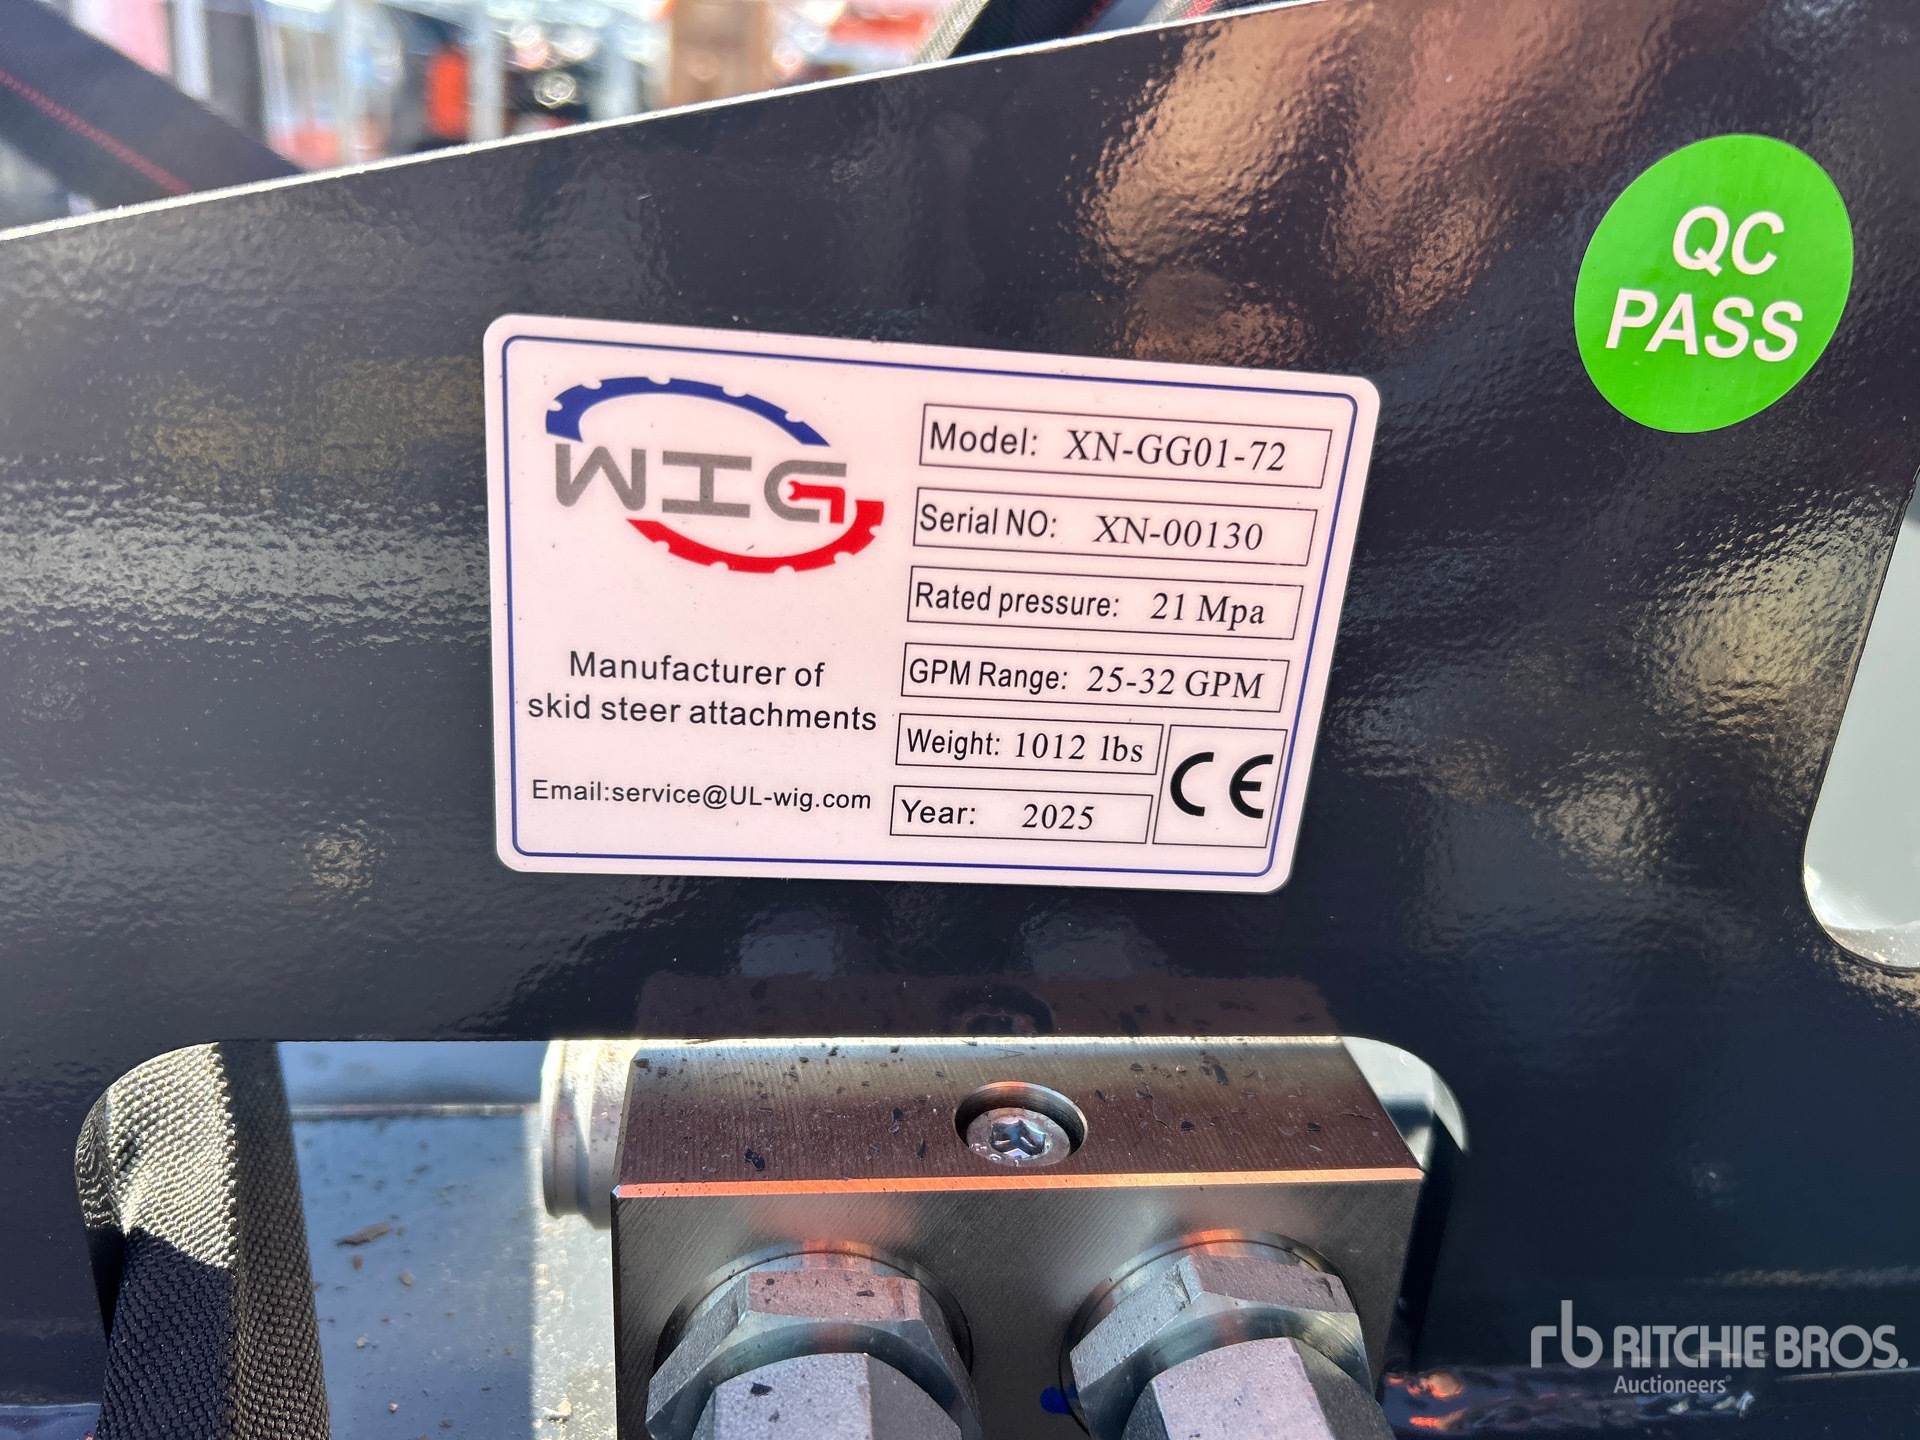 QC
PASS
WIG
Model: XN-GG01-72
Serial NO: XN-00130
Rated pressure: 21 Mpa
GPM Range: 25-32 GPM
Weight: 1012 lbs
Year: 2025
CE
Manufacturer of
skid steer attachments
Email:service@UL-wig.com
A
rb RITCHIE BROS.
Auctioneers